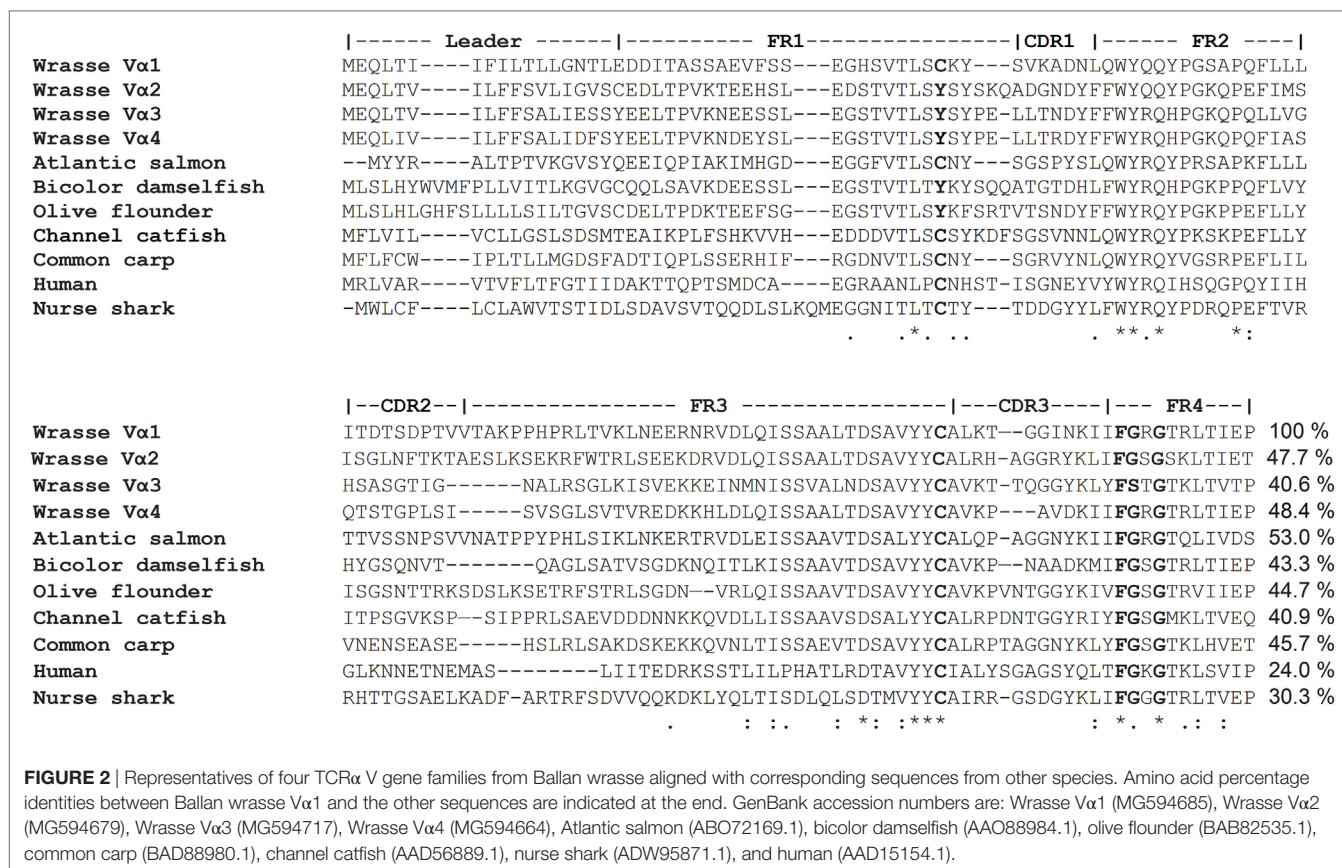 |------ Leader ------|---------- FR1---------------|CDR1 |------- FR2 ----|
Wrasse Vα1 MEQLTI----IFILTLLGNTLEDDITASSAEVFSS---EGHSVTLSCKY---SVKADNLQWYQQYPGSAPQFLLL
Wrasse Vα2 MEQLTV----ILFFSVLIGVSCEDLTPVKTEEHSL---EDSTVTLSYSYSKQADGNDYFFWYQQYPGKQPEFIMS
Wrasse Vα3 MEQLTV----ILFFSALIESSYEELTPVKNEESSL---EGSTVTLSYSYPE-LLTNDYFFWYRQHPGKQPQLLVG
Wrasse Vα4 MEQLIV----ILFFSALIDFSYEELTPVKNDEYSL---EGSTVTLSYSYPE-LLTRDYFFWYRQHPGKQPQFIAS
Atlantic salmon --MYYR----ALTPTVKGVSYQEEIQPIAKIMHGD---EGGFVTLSCNY---SGSPYSLQWYRQYPRSAPKFLLL
Bicolor damselfish MLSLHYWVMFPLLVITLKGVGCQQLSAVKDEESSL---EGSTVTLTYKYSQQATGTDHLFWYRQHPGKPPQFLVY
Olive flounder MLSLHLGHFSLLLLSILTGVSCDELTPDKTEEFSG---EGSTVTLSYKFSRTVTSNDYFFWYRQYPGKPPEFLLY
Channel catfish MFLVIL----VCLLGSLSDSMTEAIKPLFSHKVVH---EDDDVTLSCSYKDFSGSVNNLQWYRQYPKSKPEFLLY
Common carp MFLFCW----IPLTLLMGDSFADTIQPLSSERHIF---RGDNVTLSCNY---SGRVYNLQWYRQYVGSRPEFLIL
Human MRLVAR----VTVFLTFGTIIDAKTTQPTSMDCA----EGRAANLPCNHST-ISGNEYVYWYRQIHSQGPQYIIH
Nurse shark -MWLCF----LCLAWVTSTIDLSDAVSVTQQDLSLKQMEGGNITLTCTY---TDDGYYLFWYRQYPDRQPEFTVR
. .*. .. . **.* *:
|--CDR2--|----------------- FR3 ---------------|---CDR3----|--- FR4---|
Wrasse Vα1 ITDTSDPTVVTAKPPHPRLTVKLNEERNRVDLQISSAALTDSAVYYCALKT--GGINKIIFGRGTRLTIEP 100 %
Wrasse Vα2 ISGLNFTKTAESLKSEKRFWTRLSEEKDRVDLQISSAALTDSAVYYCALRH-AGGRYKLIFGSGSKLTIET 47.7 %
Wrasse Vα3 HSASGTIG------NALRSGLKISVEKKEINMNISSVALNDSAVYYCAVKT-TQGGYKLYFSTGTKLTVTP 40.6 %
Wrasse Vα4 QTSTGPLSI-----SVSGLSVTVREDKKHLDLQISSAALTDSAVYYCAVKP---AVDKIIFGRGTRLTIEP 48.4 %
Atlantic salmon TTVSSNPSVVNATPPYPHLSIKLNKERTRVDLEISSAAVTDSALYYCALQP-AGGNYKIIFGRGTQLIVDS 53.0 %
Bicolor damselfish HYGSQNVT-------QAGLSATVSGDKNQITLKISSAAVTDSAVYYCAVKP--NAADKMIFGSGTRLTIEP 43.3 %
Olive flounder ISGSNTTRKSDSLKSETRFSTRLSGDN--VRLQISSAAVTDSAVYYCAVKPVNTGGYKIVFGSGTRVIIEP 44.7 %
Channel catfish ITPSGVKSP--SIPPRLSAEVDDDNNKKQVDLLISSAAVSDSALYYCALRPDNTGGYRIYFGSGMKLTVEQ 40.9 %
Common carp VNENSEASE-----HSLRLSAKDSKEKKQVNLTISSAEVTDSALYYCALRPTAGGNYKLYFGSGTKLHVET 45.7 %
Human GLKNNETNEMAS--------LIITEDRKSSTLILPHATLRDTAVYYCIALYSGAGSYQLTFGKGTKLSVIP 24.0 %
Nurse shark RHTTGSAELKADF-ARTRFSDVVQQKDKLYQLTISDLQLSDTMVYYCAIRR-GSDGYKLIFGGGTRLTVEP 30.3 %
. : :. : *: :*** : *. * .: :
FIGURE 2 | Representatives of four TCRα V gene families from Ballan wrasse aligned with corresponding sequences from other species. Amino acid percentage
identities between Ballan wrasse Vα1 and the other sequences are indicated at the end. GenBank accession numbers are: Wrasse Vα1 (MG594685), Wrasse Vα2
(MG594679), Wrasse Vα3 (MG594717), Wrasse Vα4 (MG594664), Atlantic salmon (ABO72169.1), bicolor damselfish (AAO88984.1), olive flounder (BAB82535.1),
common carp (BAD88980.1), channel catfish (AAD56889.1), nurse shark (ADW95871.1), and human (AAD15154.1).